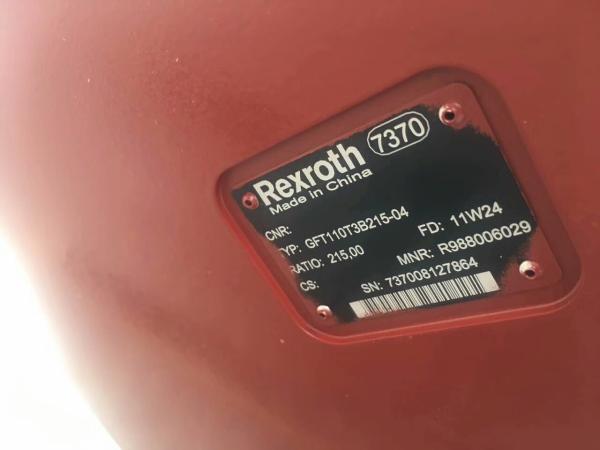 Rexroth 7370
Made in China
CNR:
TYP: GFT110T3B215-04 FD: 11W24
RATIO: 215,00 MNR: R988006029
CS: SN: 737008127864